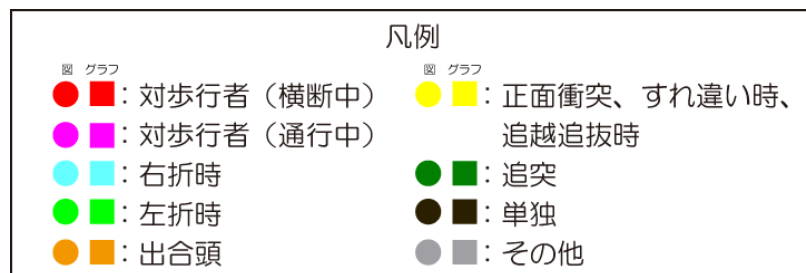 凡例
図 グラフ
：対歩行者（横断中）
：対歩行者（通行中）
：右折時
：左折時
：出合頭
図 グラフ
：正面衝突、すれ違い時、
追越追抜時
：追突
：単独
：その他